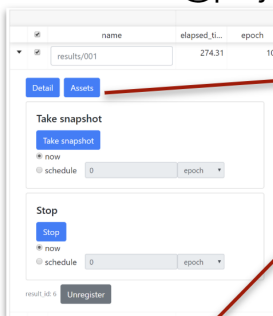 name elapsed_ti... epoch
results/001 274.31 10
Detail Assets
Take snapshot
Take snapshot
now
schedule 0 epoch
Stop
Stop
now
schedule 0 epoch
result_id: 6 Unregister